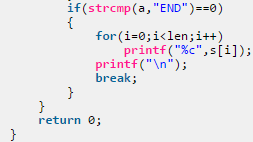 if(strcmp(a,"END")==0)
{
for(i=0;i<len;i++)
printf("%c",s[i]);
printf("\n");
break;
}
}
return 0;
}